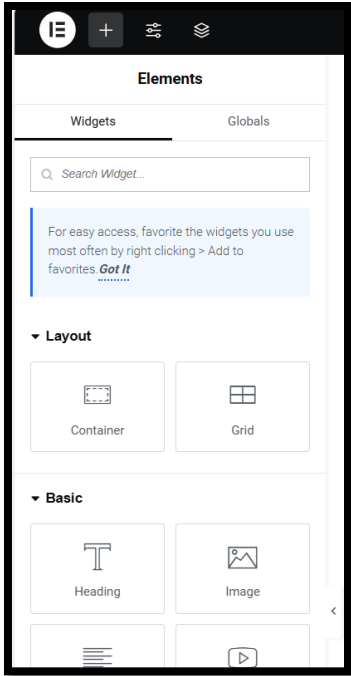 Elements
Widgets
Globals
Search Widget...
For easy access, favorite the widgets you use
most often by right clicking > Add to
favorites. Got It
Layout
Container
Grid
Basic
Heading
Image